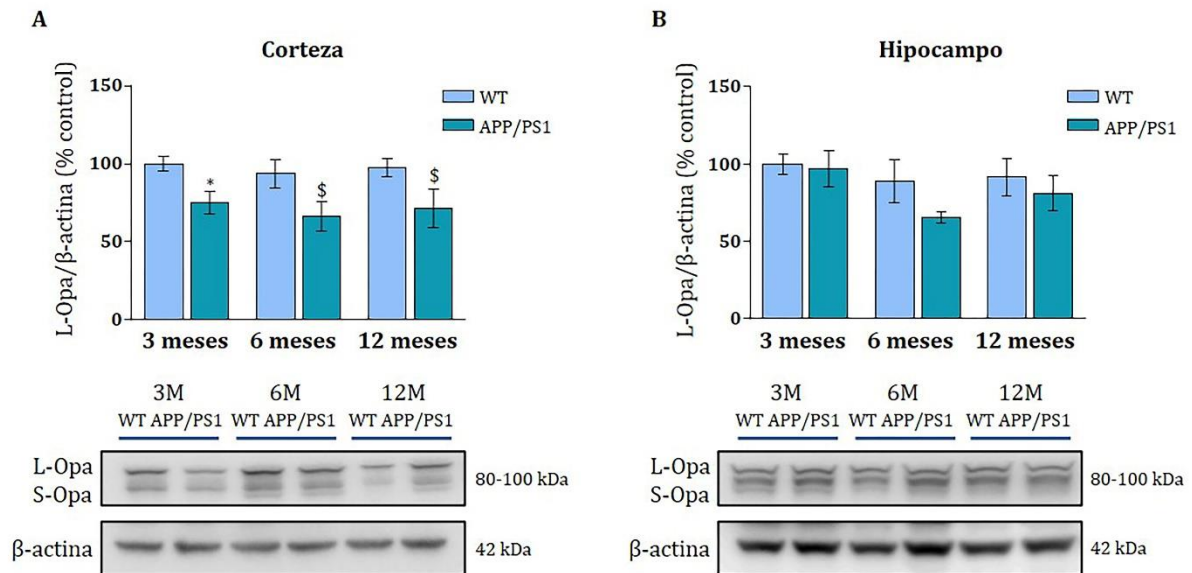 A
Corteza
L-Opa/β-actina (% control)
150
100
50
0
WT
APP/PS1
*
$
$
3 meses 6 meses 12 meses
3M 6M 12M
WT APP/PS1 WT APP/PS1 WT APP/PS1
L-Opa
S-Opa
80-100 kDa
β-actina
42 kDa
B
Hipocampo
L-Opa/β-actina (% control)
150
100
50
0
WT
APP/PS1
3 meses 6 meses 12 meses
3M 6M 12M
WT APP/PS1 WT APP/PS1 WT APP/PS1
L-Opa
S-Opa
80-100 kDa
β-actina
42 kDa